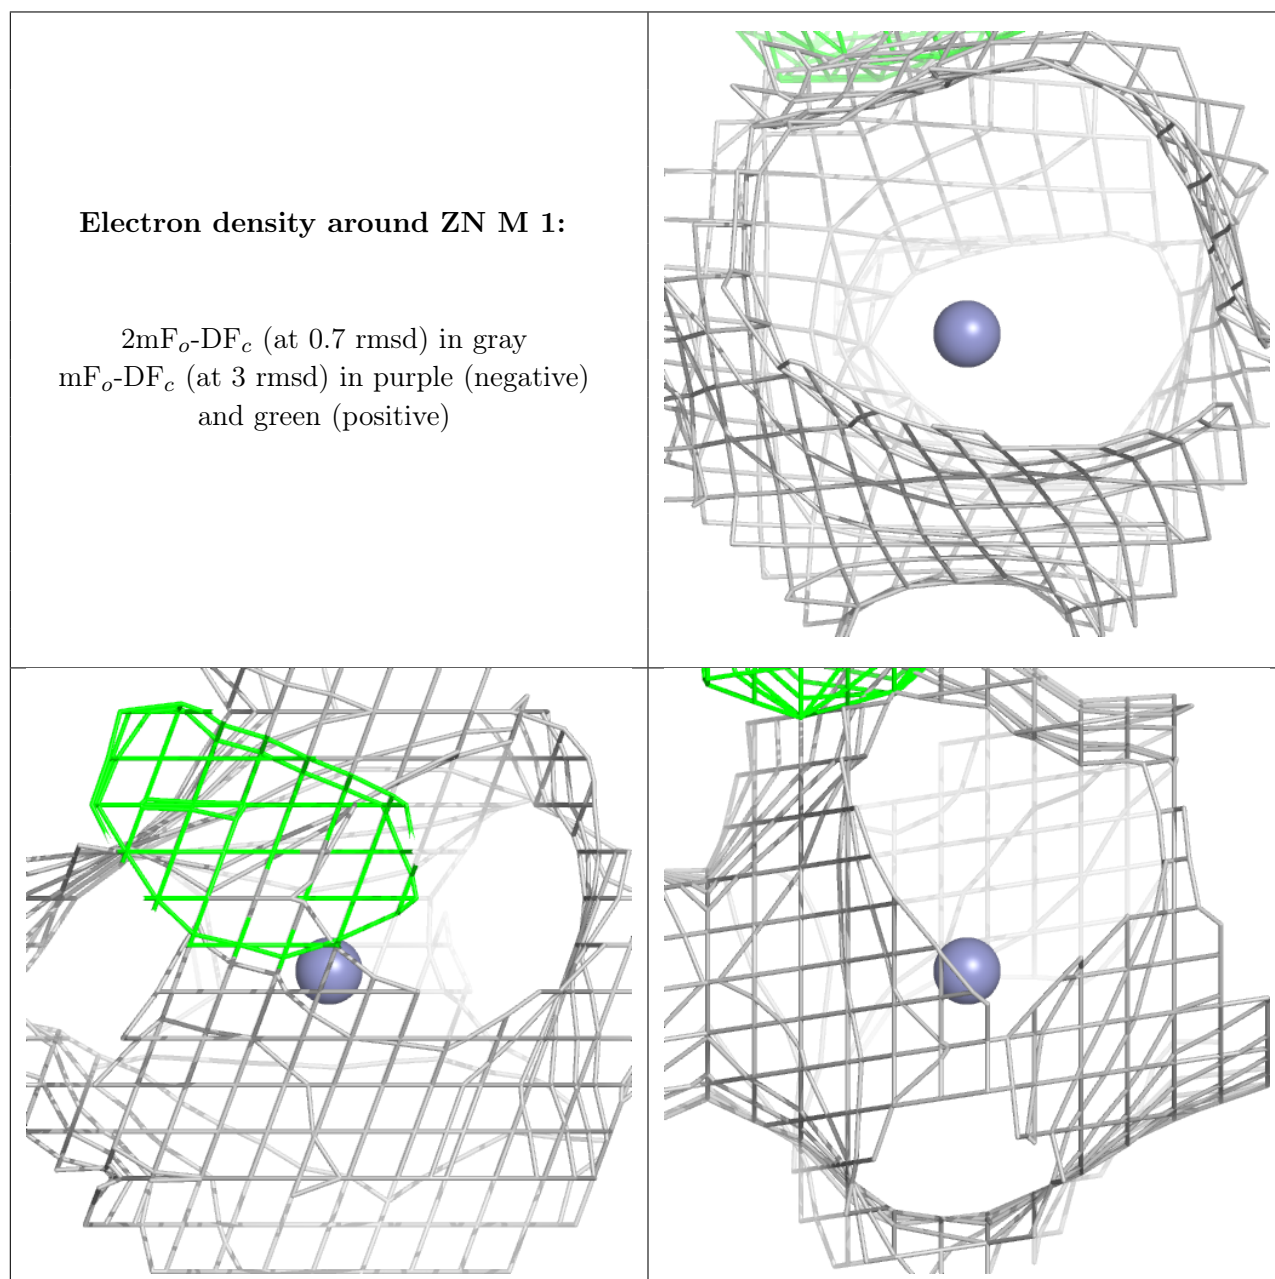 Electron density around ZN M 1:
2mFo-DFc (at 0.7 rmsd) in gray
mFo-DFc (at 3 rmsd) in purple (negative)
and green (positive)